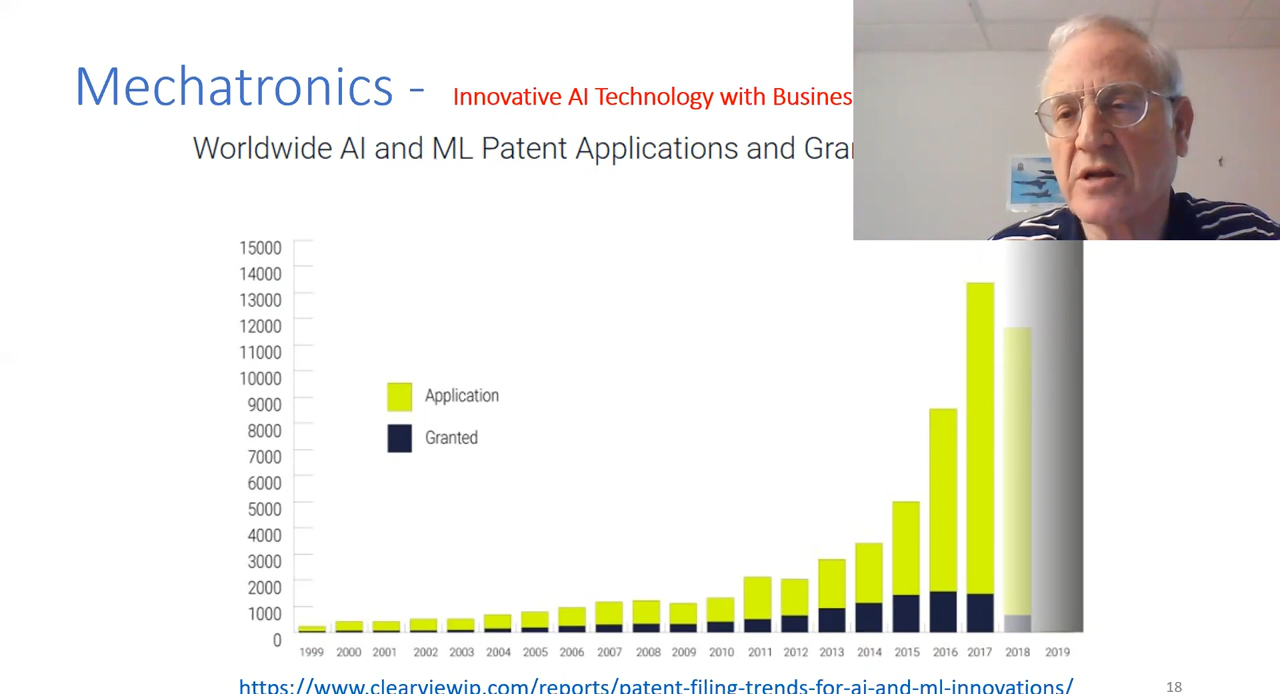 Mechatronics - Innovative AI Technology with
Worldwide AI and ML Patent Applications and
15000
14000
13000
12000
11000
10000
9000
8000
7000
6000
5000
4000
3000
2000
1000
0
Application
Granted
1999 2000 2001 2002 2003 2004 2005 2006 2007 2008 2009 2010 2011 2012 2013 2014 2015 2016 2017 2018 2019
https://www.clearviewip.com/reports/patent-filing-trends-for-ai-and-ml-innovations/
18